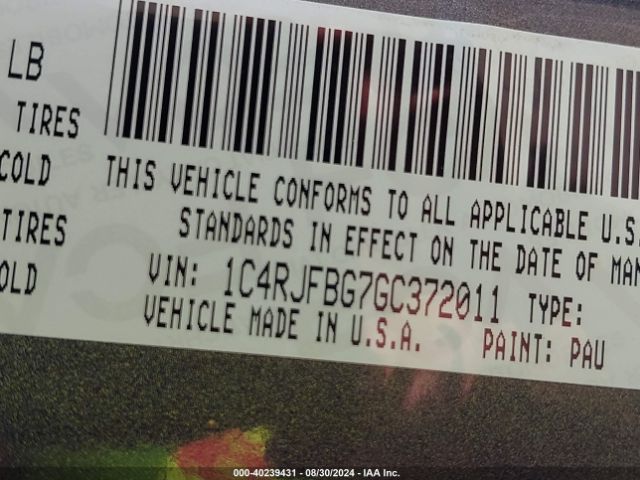 LB
TIRES
COLD
THIS VEHICLE CONFORMS TO ALL APPLICABLE U.S.
TIRES
STANDARDS IN EFFECT ON THE DATE OF MAN
OLD
VIN: 1C4RJFBG7GC372011 TYPE:
VEHICLE MADE IN U.S.A. PAINT: PAU
000-40239431 - 08/30/2024 - IAA Inc.